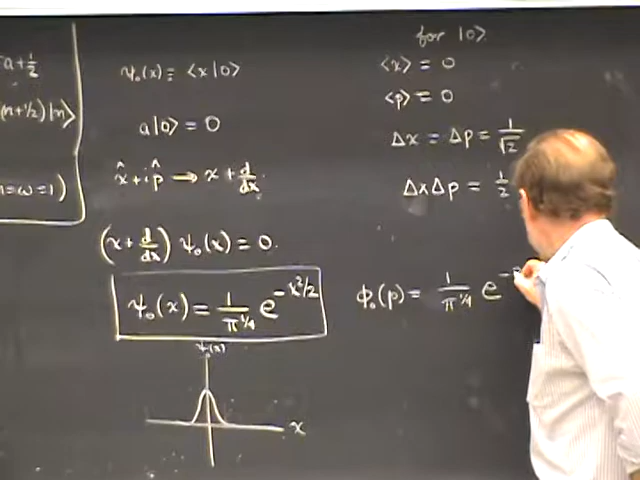 a + 1/2
(n+1/2)|n⟩
=ω=1)
ψ₀(x) = ⟨x|0⟩
a|0⟩ = 0
x̂ + i p̂ → x + d/dx
(x + d/dx) ψ₀(x) = 0.
ψ₀(x) = 1/π^¼ e^{-x²/2}
ψ₀(x)
x
for |0⟩
⟨x⟩ = 0
⟨p⟩ = 0
Δx = Δp = 1/√2
ΔxΔp = 1/2
ϕ₀(p) = 1/π^¼ e^-